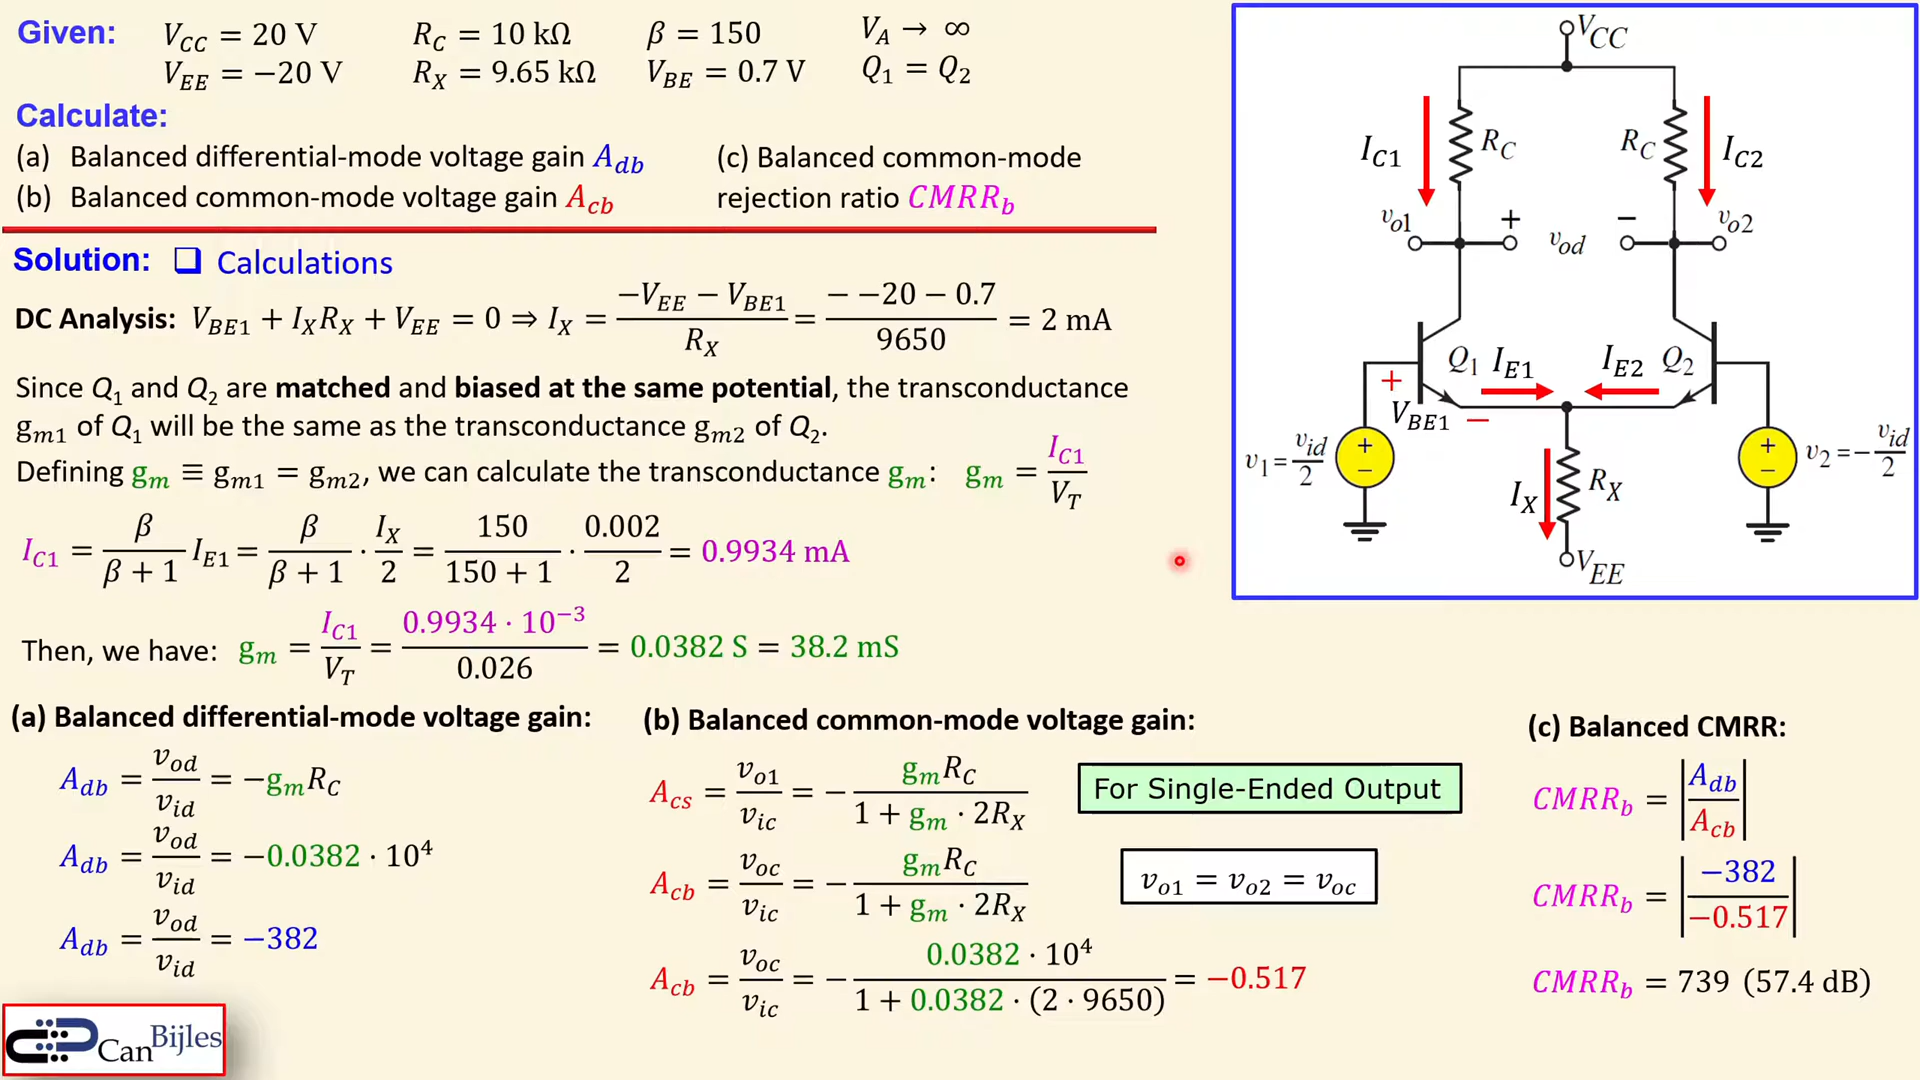 Given: V_CC = 20 V R_C = 10 kΩ β = 150 V_A → ∞
V_EE = −20 V R_X = 9.65 kΩ V_BE = 0.7 V Q_1 = Q_2
Calculate:
(a) Balanced differential-mode voltage gain A_db
(b) Balanced common-mode voltage gain A_cb
(c) Balanced common-mode
rejection ratio CMRR_b
Solution: ❑ Calculations
DC Analysis: V_BE1 + I_X R_X + V_EE = 0 ⇒ I_X = (−V_EE − V_BE1)/R_X = (− −20 − 0.7)/9650 = 2 mA
Since Q_1 and Q_2 are matched and biased at the same potential, the transconductance
g_m1 of Q_1 will be the same as the transconductance g_m2 of Q_2.
Defining g_m ≡ g_m1 = g_m2, we can calculate the transconductance g_m: g_m = I_C1/V_T
I_C1 = β/(β + 1) I_E1 = β/(β + 1) · I_X/2 = 150/(150 + 1) · 0.002/2 = 0.9934 mA
Then, we have: g_m = I_C1/V_T = (0.9934 · 10^−3)/0.026 = 0.0382 S = 38.2 mS
(a) Balanced differential-mode voltage gain:
A_db = v_od/v_id = −g_m R_C
A_db = v_od/v_id = −0.0382 · 10^4
A_db = v_od/v_id = −382
(b) Balanced common-mode voltage gain:
A_cs = v_o1/v_ic = − g_m R_C/(1 + g_m · 2R_X)
For Single-Ended Output
A_cb = v_oc/v_ic = − g_m R_C/(1 + g_m · 2R_X)
v_o1 = v_o2 = v_oc
A_cb = v_oc/v_ic = − (0.0382 · 10^4)/(1 + 0.0382 · (2 · 9650)) = −0.517
(c) Balanced CMRR:
CMRR_b = |A_db/A_cb|
CMRR_b = |−382/−0.517|
CMRR_b = 739 (57.4 dB)
V_CC
I_C1 R_C R_C I_C2
v_o1 + v_od − v_o2
Q_1 I_E1 I_E2 Q_2
+ V_BE1 −
v_1 = v_id/2 + − I_X R_X + − v_2 = − v_id/2
V_EE
CanBijles